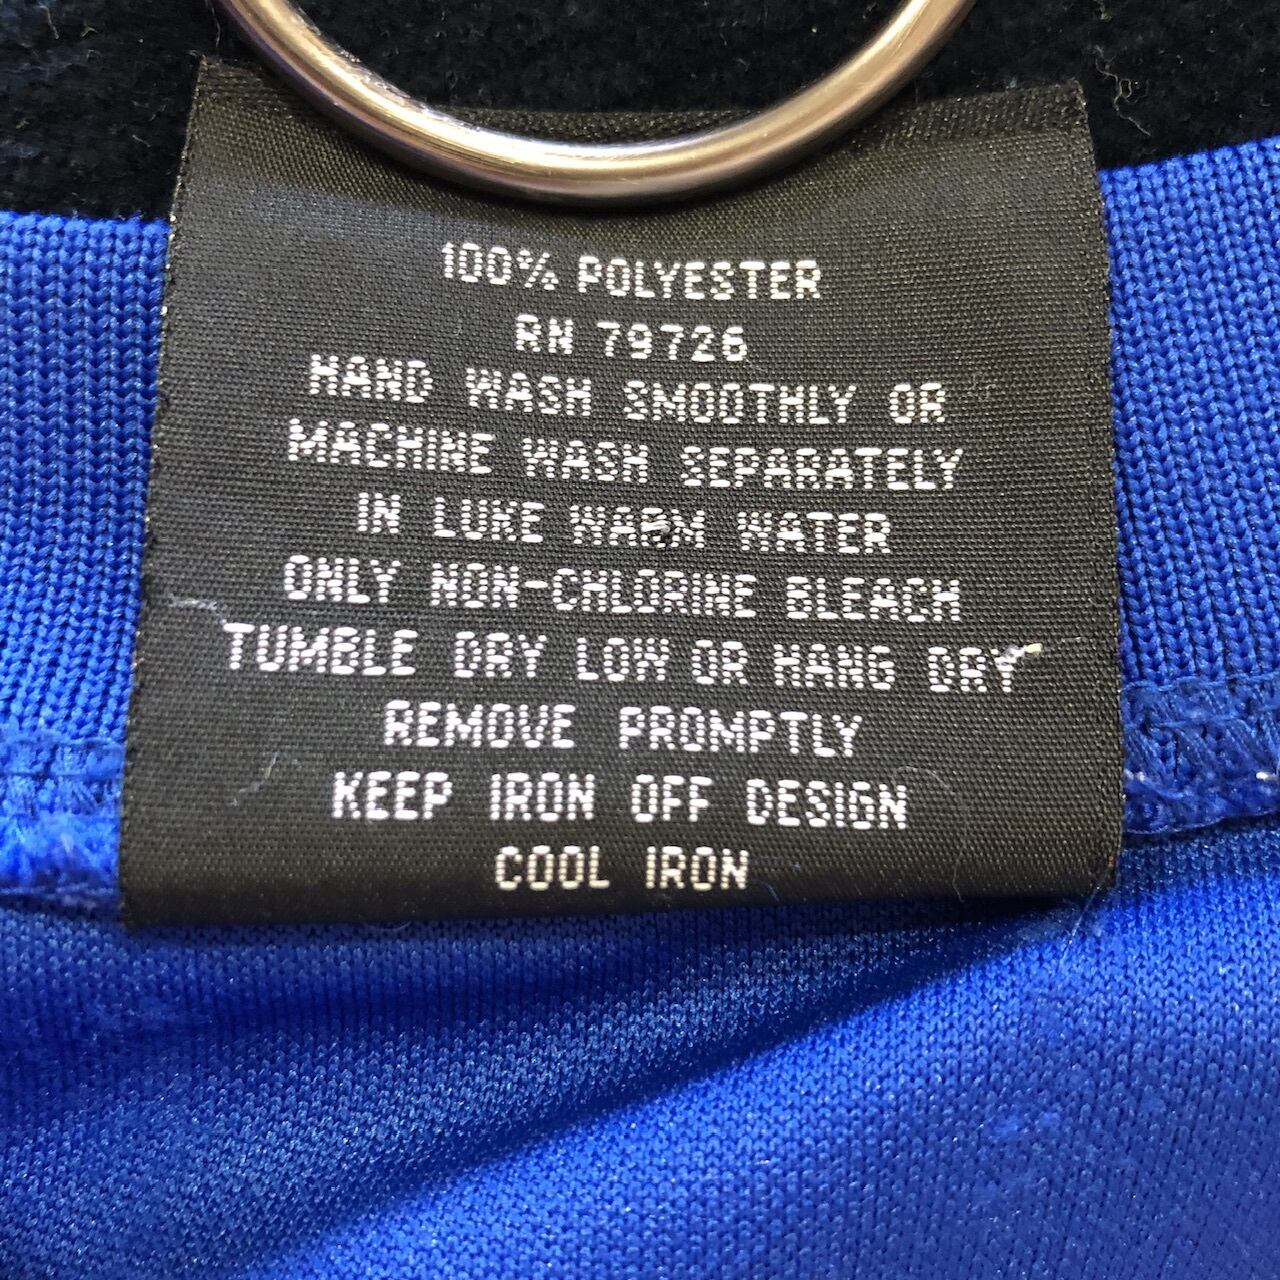 100% POLYESTER
RN 79726
HAND WASH SMOOTHLY OR
MACHINE WASH SEPARATELY
IN LUKE WARM WATER
ONLY NON-CHLORINE BLEACH
TUMBLE DRY LOW OR HANG DRY
REMOVE PROMPTLY
KEEP IRON OFF DESIGN
COOL IRON